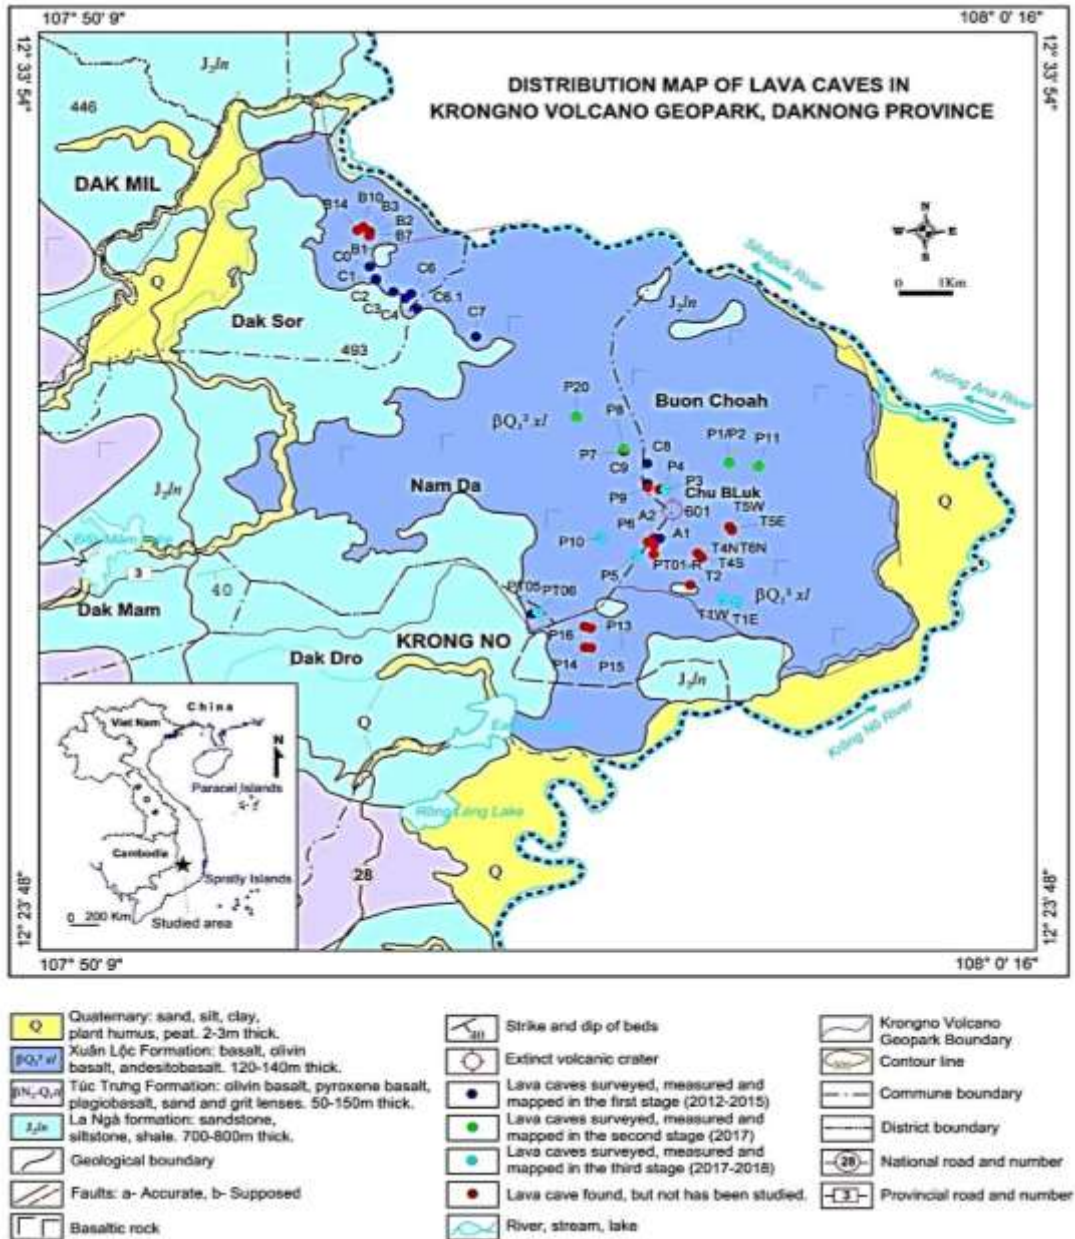 107° 50' 9"
108° 0' 16"
12° 33' 54"
12° 33' 54"
DISTRIBUTION MAP OF LAVA CAVES IN
KRONGNO VOLCANO GEOPARK, DAKNONG PROVINCE
J₂ln
446
DAK MIL
B10
B14
B3
B2
B7
B1
C0
C1
C6
C2
C6.1
C3
C4
C7
Q
Dak Sor
493
N
W
E
S
0 1Km
J₂ln
Krông Ana River
P20
P8
Buon Choah
βQ₁² xl
P1/P2
P11
C8
P7
C9
P4
P3
Nam Da
Chu BLuk
P9
601
T5W
T5E
A2
A1
P6
P10
T4N
T6N
T4S
PT01-R
P5
T2
Q
J₂ln
3
40
Dak Mam
PT05
PT06
βQ₁² xl
T1W
T1E
KRONG NO
P16
P13
Dak Dro
P14
P15
J₂ln
Q
Krông Nô River
China
Viet Nam
N
Paracel Islands
Cambodia
Spratly Islands
0 200 Km
Studied area
28
Q
12° 23' 48"
12° 23' 48"
107° 50' 9"
108° 0' 16"
Q
Quaternary: sand, silt, clay,
plant humus, peat. 2-3m thick.
βQ₁² xl
Xuân Lộc Formation: basalt, olivin
basalt, andesitobasalt. 120-140m thick.
Túc Trưng Formation: olivin basalt, pyroxene basalt,
plagiobasalt, sand and grit lenses. 50-150m thick.
J₂ln
La Ngà formation: sandstone,
siltstone, shale. 700-800m thick.
Geological boundary
Faults: a- Accurate, b- Supposed
Basaltic rock
40
Strike and dip of beds
Extinct volcanic crater
Lava caves surveyed, measured and
mapped in the first stage (2012-2015)
Lava caves surveyed, measured and
mapped in the second stage (2017)
Lava caves surveyed, measured and
mapped in the third stage (2017-2018)
Lava cave found, but not has been studied.
River, stream, lake
Krongno Volcano
Geopark Boundary
Contour line
Commune boundary
District boundary
28
National road and number
3
Provincial road and number